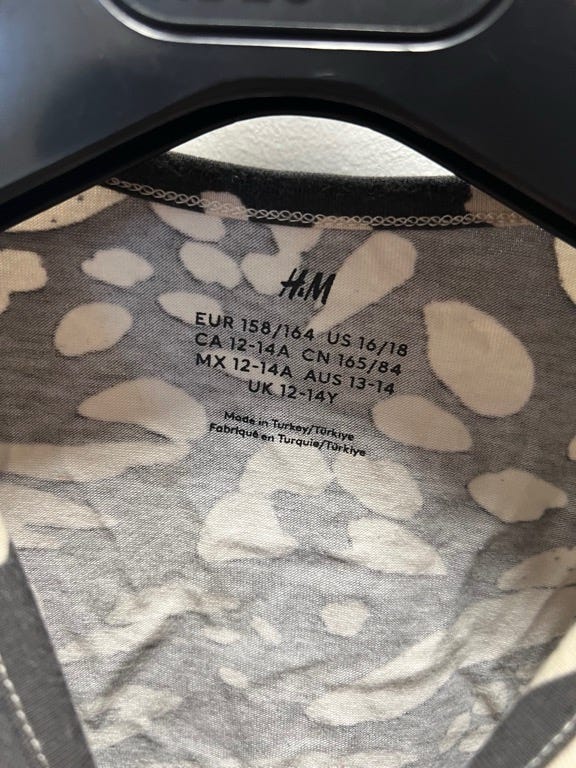 H&M
EUR 158/164 US 16/18
CA 12-14A CN 165/84
MX 12-14A AUS 13-14
UK 12-14Y
Made in Turkey/Türkiye
Fabriqué en Turquie/Türkiye